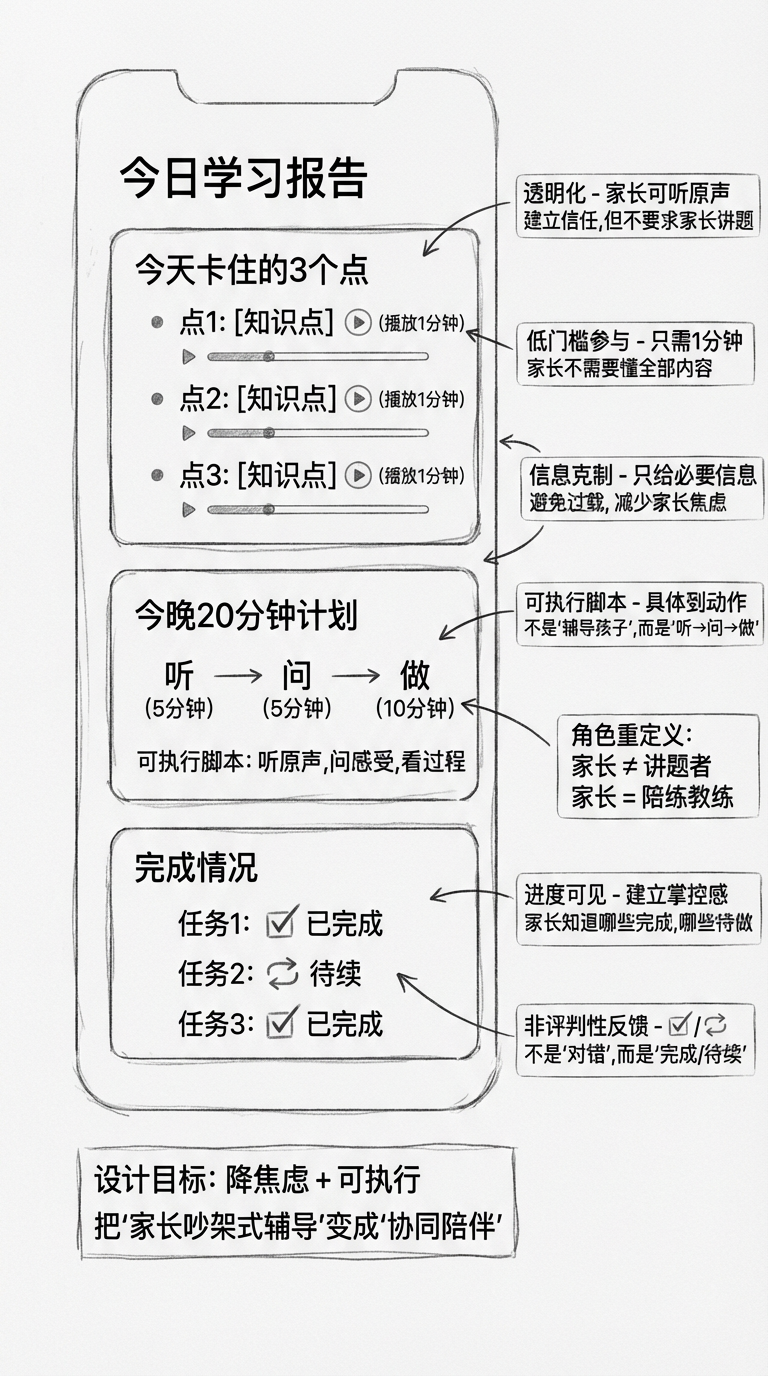 今日学习报告
今天卡住的3个点
点1: [知识点] (播放1分钟)
点2: [知识点] (播放1分钟)
点3: [知识点] (播放1分钟)
今晚20分钟计划
听 → 问 → 做
(5分钟) (5分钟) (10分钟)
可执行脚本：听原声,问感受,看过程
完成情况
任务1: ☑ 已完成
任务2: 待续
任务3: ☑ 已完成
透明化 - 家长可听原声
建立信任,但不要求家长讲题
低门槛参与 - 只需1分钟
家长不需要懂全部内容
信息克制 - 只给必要信息
避免过载, 减少家长焦虑
可执行脚本 - 具体到动作
不是‘辅导孩子’,而是‘听→问→做’
角色重定义：
家长 ≠ 讲题者
家长 = 陪练教练
进度可见 - 建立掌控感
家长知道哪些完成,哪些待做
非评判性反馈 - ☑/
不是‘对错’,而是‘完成/待续’
设计目标：降焦虑 + 可执行
把‘家长吵架式辅导’变成‘协同陪伴’